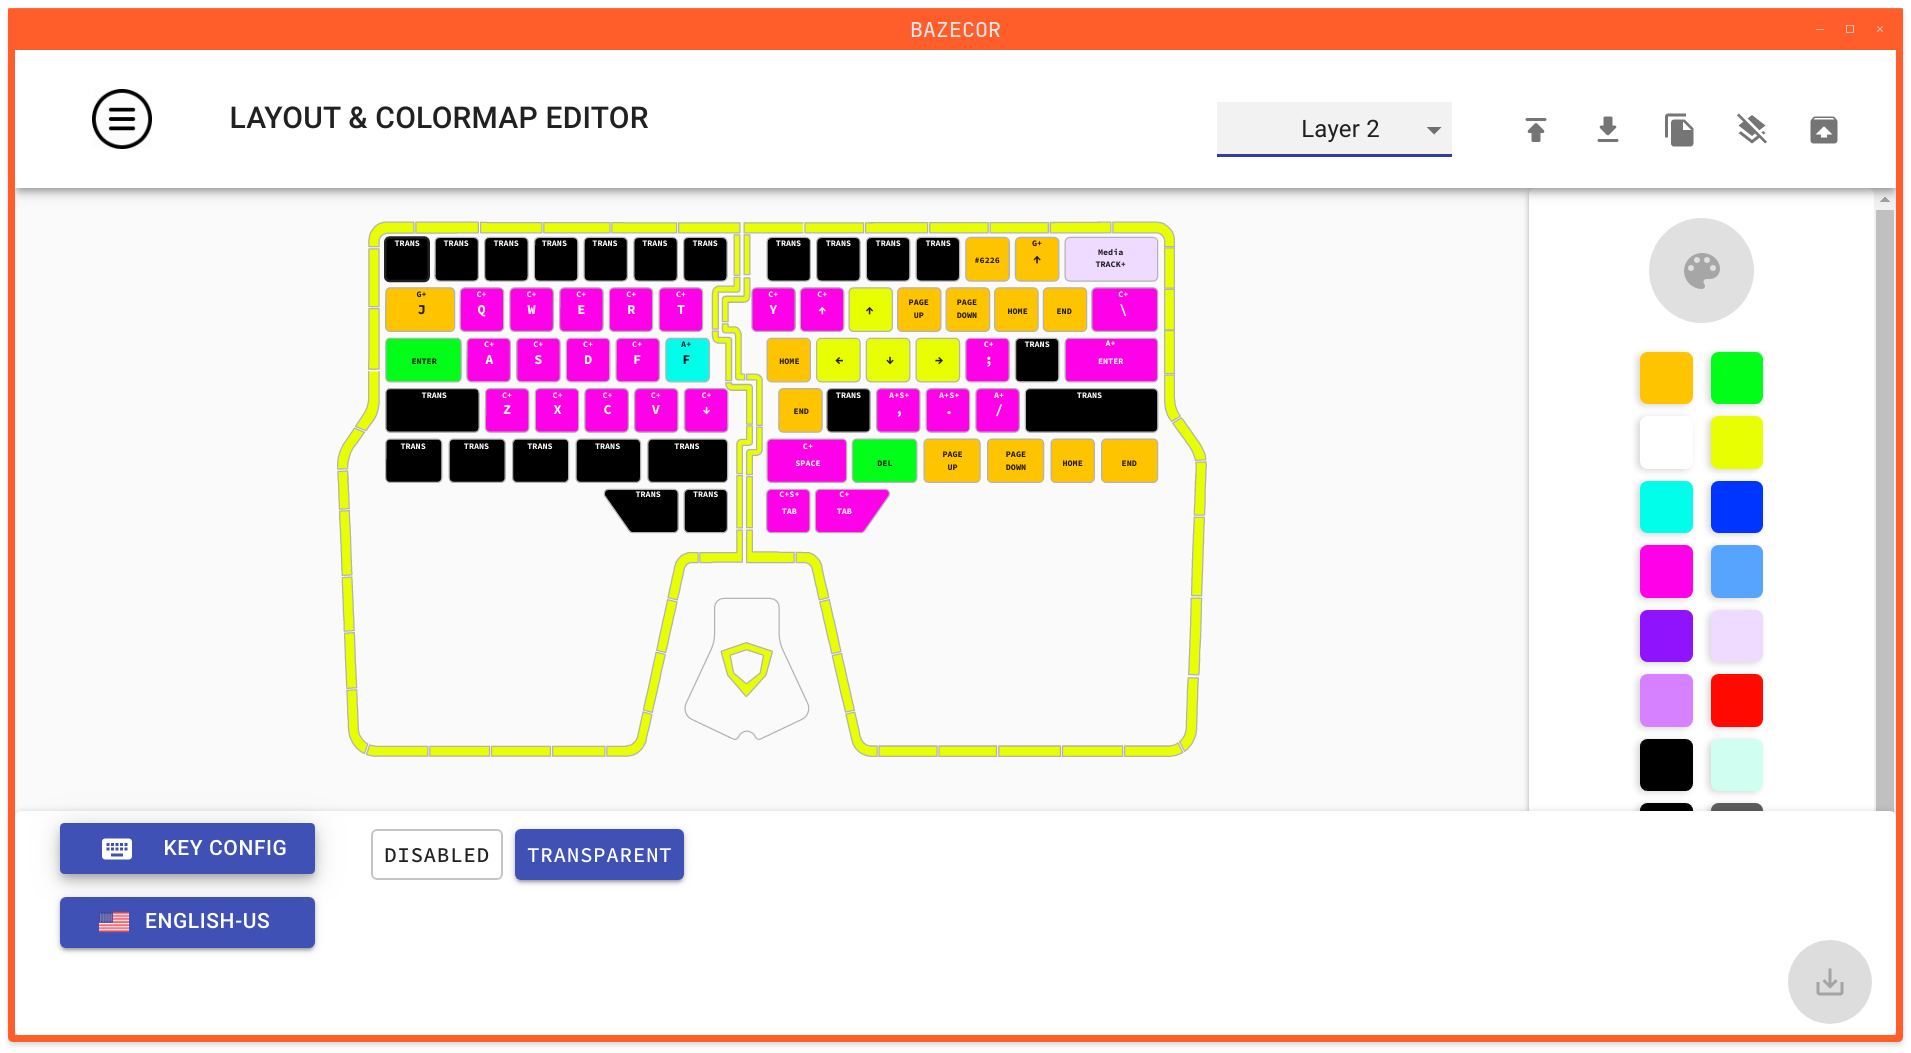 BAZECOR
LAYOUT & COLORMAP EDITOR
Layer 2
TRANS TRANS TRANS TRANS TRANS TRANS TRANS TRANS TRANS TRANS TRANS #6226 G+ ↑ Media TRACK+
G+ J C+ Q C+ W C+ E C+ R C+ T C+ Y C+ ↑ ↑ PAGE UP PAGE DOWN HOME END C+ \
ENTER C+ A C+ S C+ D C+ F A+ F HOME ← ↓ → C+ ; TRANS A+ ENTER
TRANS C+ Z C+ X C+ C C+ V C+ ↓ END TRANS A+S+ , A+S+ . A+ / TRANS
TRANS TRANS TRANS TRANS TRANS C+ SPACE DEL PAGE UP PAGE DOWN HOME END
TRANS TRANS C+S+ TAB C+ TAB
KEY CONFIG
DISABLED TRANSPARENT
ENGLISH-US